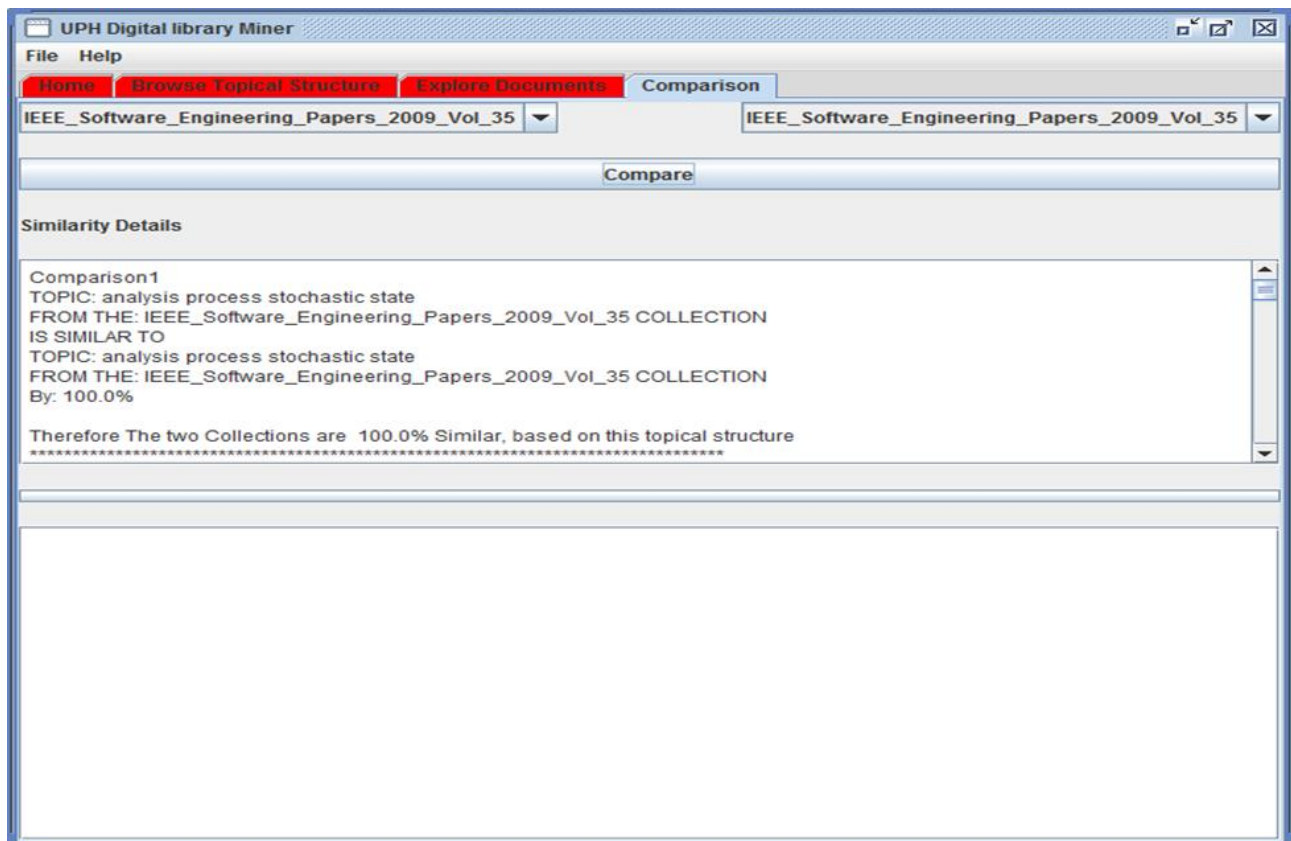 UPH Digital library Miner
File Help
Home Browse Topical Structure Explore Documents Comparison
IEEE_Software_Engineering_Papers_2009_Vol_35 IEEE_Software_Engineering_Papers_2009_Vol_35
Compare
Similarity Details
Comparison1
TOPIC: analysis process stochastic state
FROM THE: IEEE_Software_Engineering_Papers_2009_Vol_35 COLLECTION
IS SIMILAR TO
TOPIC: analysis process stochastic state
FROM THE: IEEE_Software_Engineering_Papers_2009_Vol_35 COLLECTION
By: 100.0%
Therefore The two Collections are 100.0% Similar, based on this topical structure
*********************************************************************************